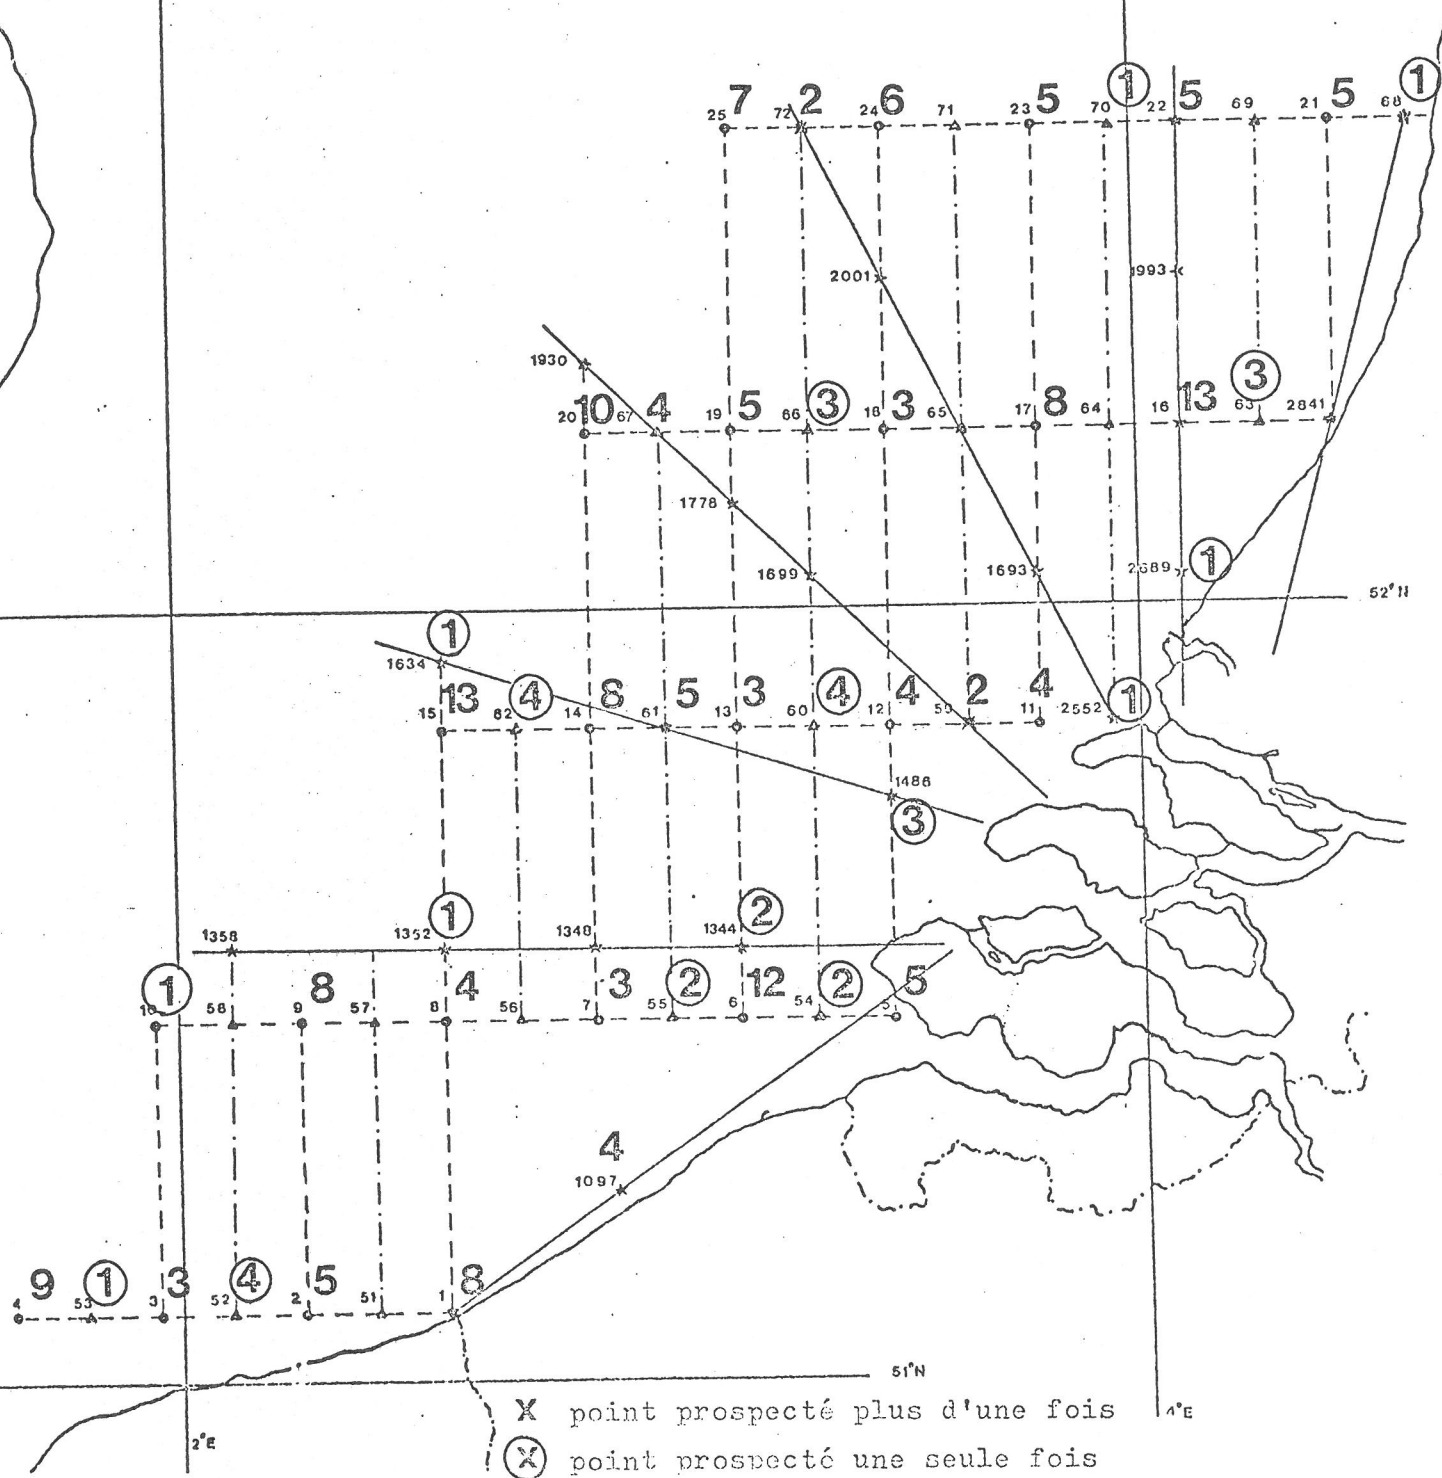 7 2 6 5 1 5 5 1
25 72 24 71 23 70 22 69 21 68
2001 1993
1930
10 4 5 3 3 8 13 3
20 67 19 66 18 65 17 64 16 63 2841
1778
1699 1693 2689 1
52°N
1
1634
13 4 8 5 3 4 4 2 4 1
15 62 14 61 13 60 12 59 11 2552
1486
3
1 2
1358 1352 1348 1344
1 8 4 3 2 12 2 5
10 58 9 57 8 56 7 55 6 54 5
4
1097
9 1 3 4 5 8
4 53 3 52 2 51 1
51°N
X point prospecté plus d'une fois
4°E
2°E
X point prospecté une seule fois